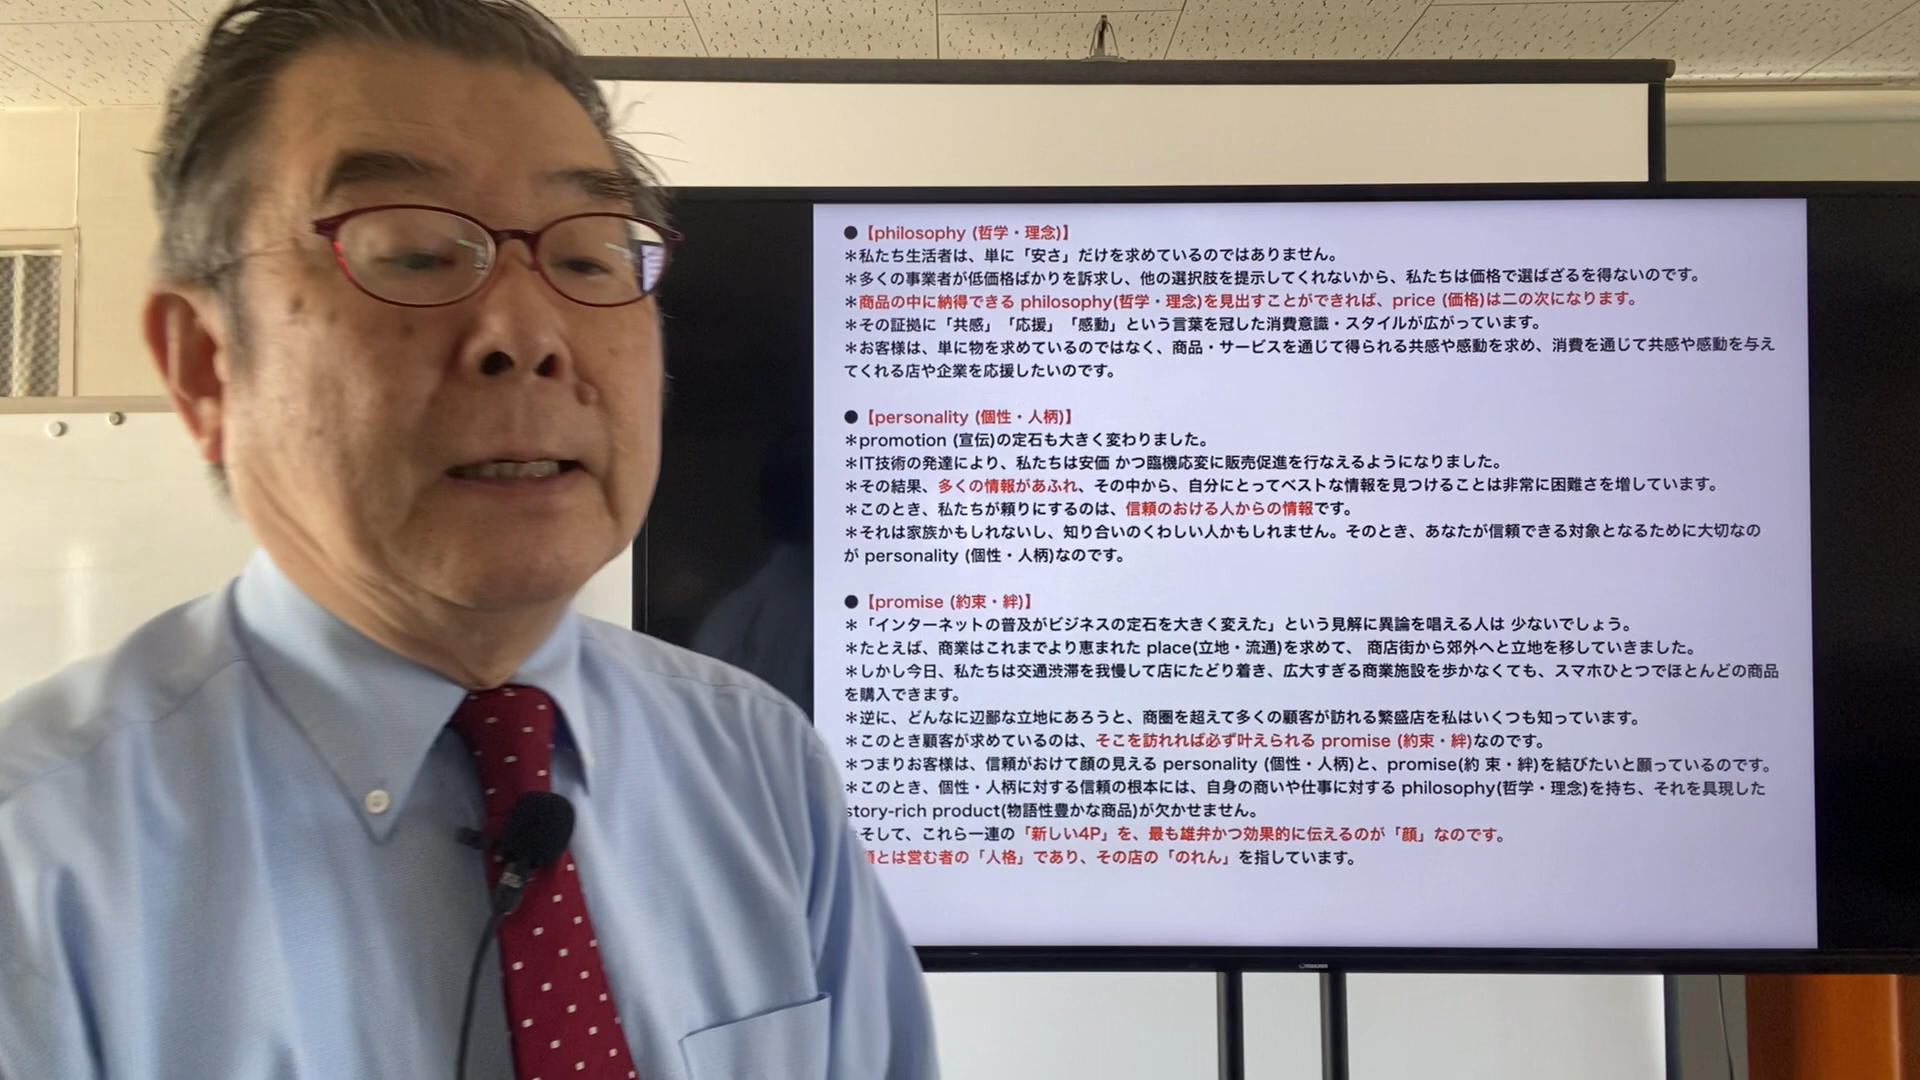 ●【philosophy (哲学・理念)】
＊私たち生活者は、単に「安さ」だけを求めているのではありません。
＊多くの事業者が低価格ばかりを訴求し、他の選択肢を提示してくれないから、私たちは価格で選ばざるを得ないのです。
＊商品の中に納得できる philosophy(哲学・理念)を見出すことができれば、price (価格)は二の次になります。
＊その証拠に「共感」「応援」「感動」という言葉を冠した消費意識・スタイルが広がっています。
＊お客様は、単に物を求めているのではなく、商品・サービスを通じて得られる共感や感動を求め、消費を通じて共感や感動を与え
てくれる店や企業を応援したいのです。
●【personality (個性・人柄)】
＊promotion (宣伝)の定石も大きく変わりました。
＊IT技術の発達により、私たちは安価 かつ臨機応変に販売促進を行なえるようになりました。
＊その結果、多くの情報があふれ、その中から、自分にとってベストな情報を見つけることは非常に困難さを増しています。
＊このとき、私たちが頼りにするのは、信頼のおける人からの情報です。
＊それは家族かもしれないし、知り合いのくわしい人かもしれません。そのとき、あなたが信頼できる対象となるために大切なの
が personality (個性・人柄)なのです。
●【promise (約束・絆)】
＊「インターネットの普及がビジネスの定石を大きく変えた」という見解に異論を唱える人は 少ないでしょう。
＊たとえば、商業はこれまでより恵まれた place(立地・流通)を求めて、 商店街から郊外へと立地を移していきました。
＊しかし今日、私たちは交通渋滞を我慢して店にたどり着き、広大すぎる商業施設を歩かなくても、スマホひとつでほとんどの商品
を購入できます。
＊逆に、どんなに辺鄙な立地にあろうと、商圏を超えて多くの顧客が訪れる繁盛店を私はいくつも知っています。
＊このとき顧客が求めているのは、そこを訪れれば必ず叶えられる promise (約束・絆)なのです。
＊つまりお客様は、信頼がおけて顔の見える personality (個性・人柄)と、promise(約 束・絆)を結びたいと願っているのです。
＊このとき、個性・人柄に対する信頼の根本には、自身の商いや仕事に対する philosophy(哲学・理念)を持ち、それを具現した
story-rich product(物語性豊かな商品)が欠かせません。
そして、これら一連の「新しい4P」を、最も雄弁かつ効果的に伝えるのが「顔」なのです。
顔とは営む者の「人格」であり、その店の「のれん」を指しています。